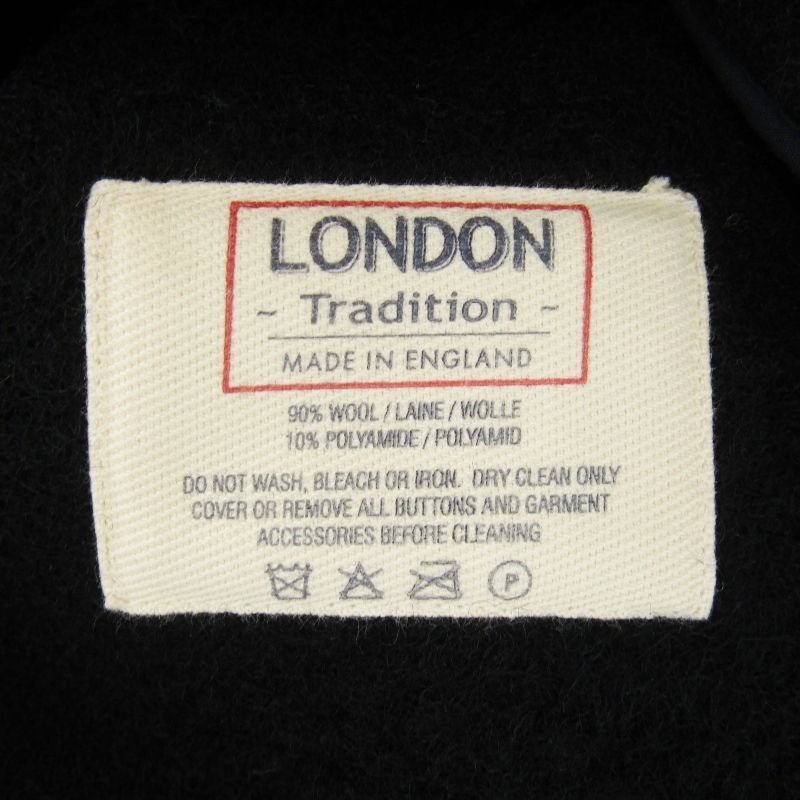 LONDON
~ Tradition ~
MADE IN ENGLAND
90% WOOL / LAINE / WOLLE
10% POLYAMIDE / POLYAMID
DO NOT WASH, BLEACH OR IRON. DRY CLEAN ONLY
COVER OR REMOVE ALL BUTTONS AND GARMENT
ACCESSORIES BEFORE CLEANING
P